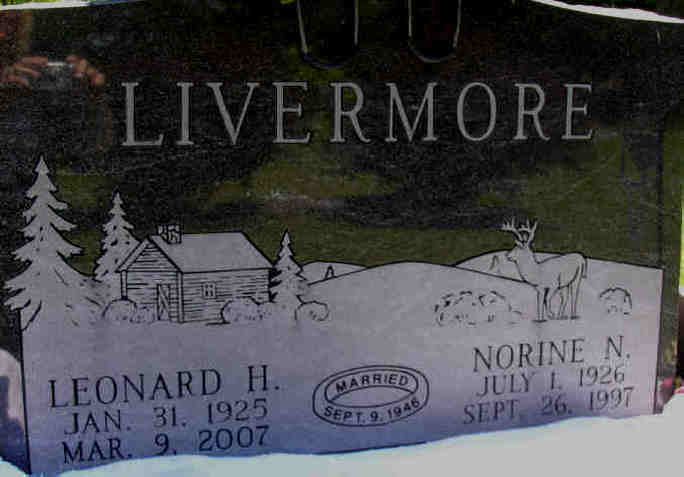 LIVERMORE
LEONARD H.
JAN. 31. 1925
MAR. 9. 2007
MARRIED
SEPT. 9. 1946
NORINE N.
JULY 1. 1926
SEPT. 26. 1997